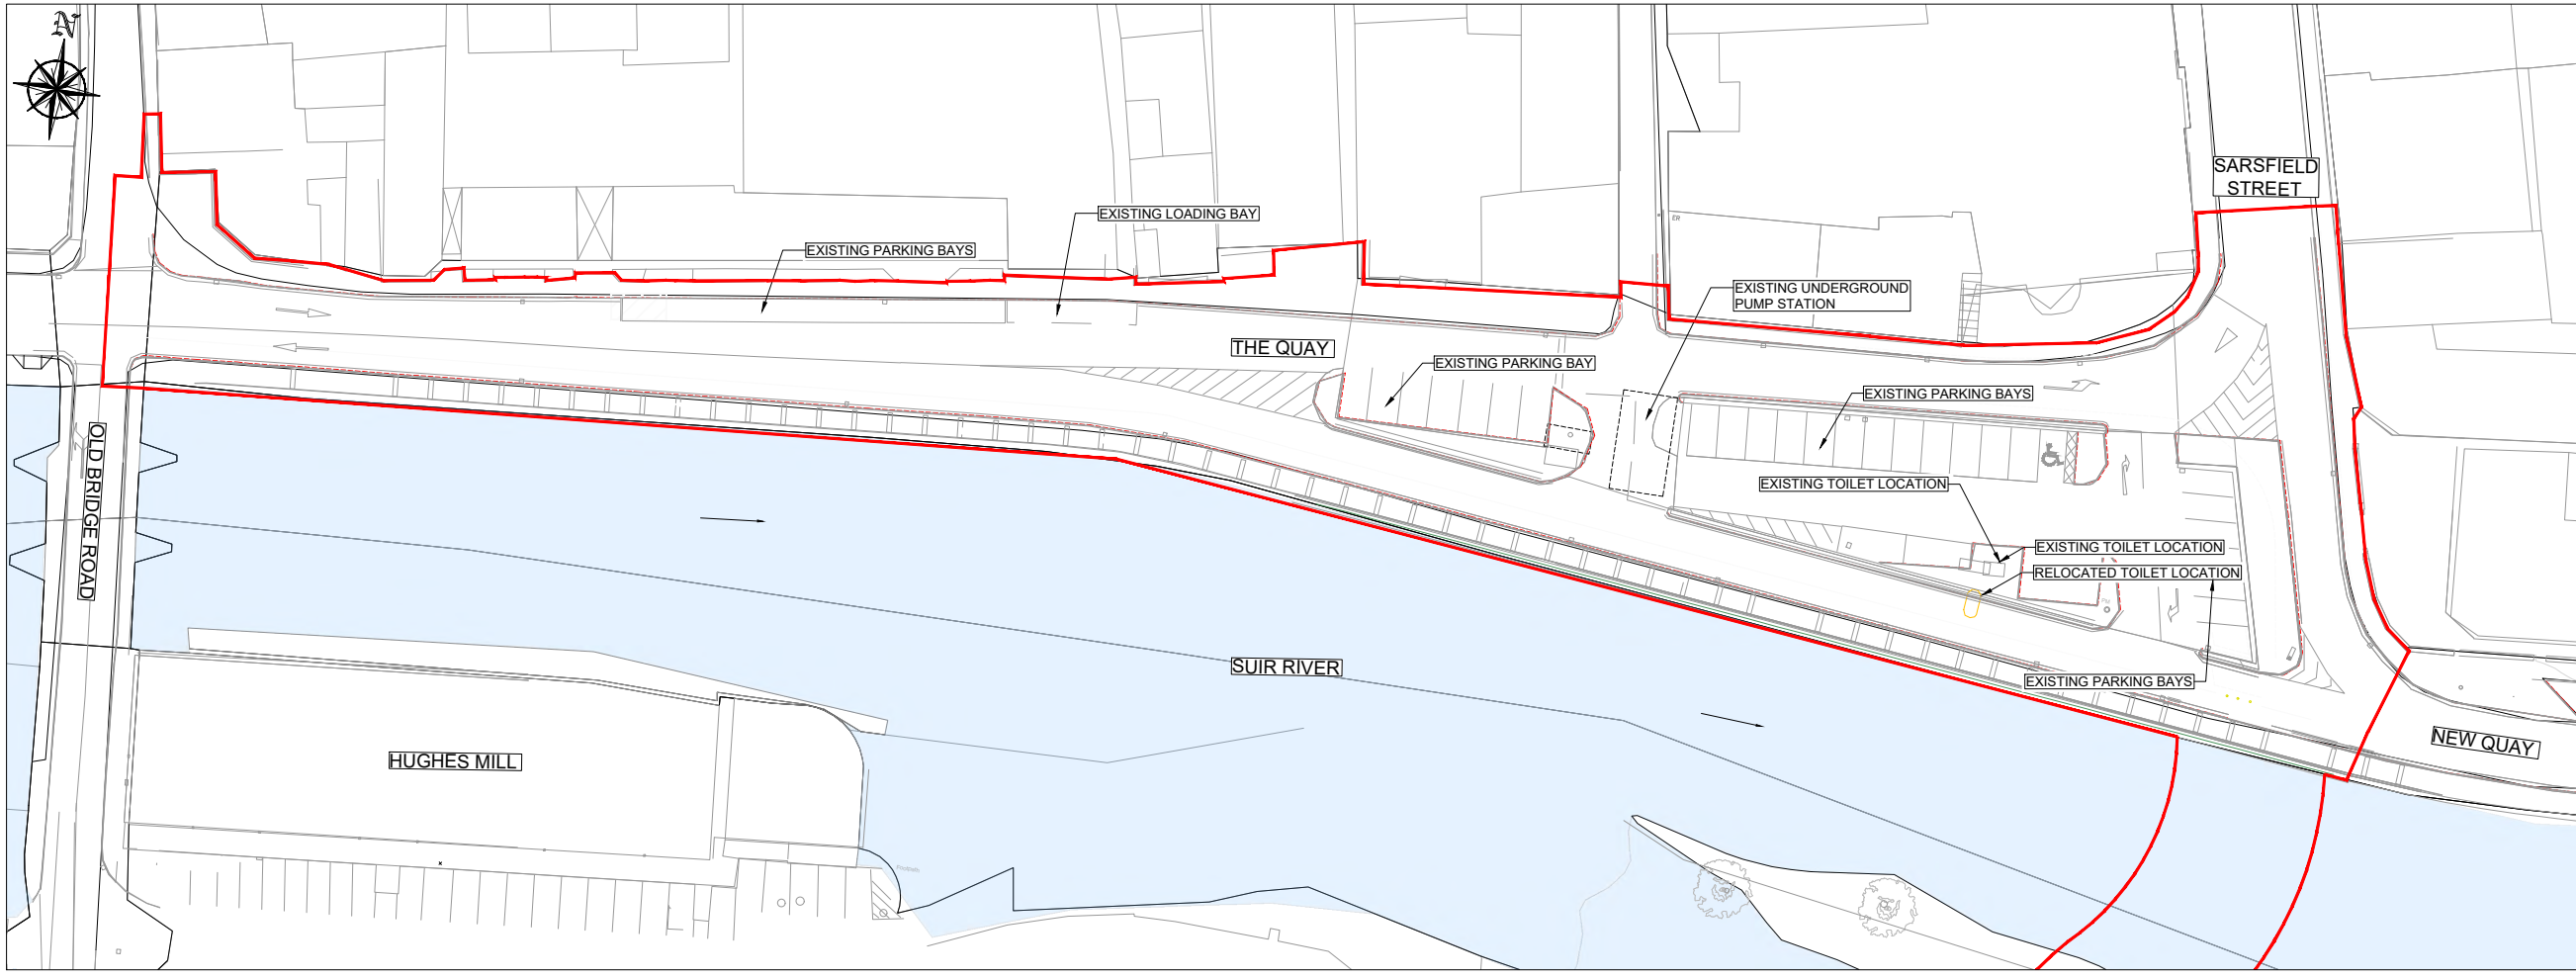 N
SARSFIELD
STREET
EXISTING LOADING BAY
EXISTING PARKING BAYS
ER
EXISTING UNDERGROUND
PUMP STATION
THE QUAY
EXISTING PARKING BAY
EXISTING PARKING BAYS
OLD BRIDGE ROAD
EXISTING TOILET LOCATION
EXISTING TOILET LOCATION
RELOCATED TOILET LOCATION
SUIR RIVER
EXISTING PARKING BAYS
NEW QUAY
HUGHES MILL